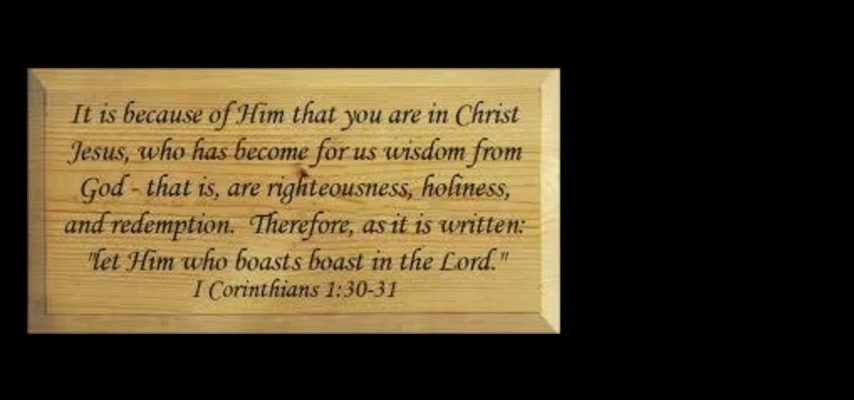 It is because of Him that you are in Christ
Jesus, who has become for us wisdom from
God - that is, are righteousness, holiness,
and redemption. Therefore, as it is written:
"let Him who boasts boast in the Lord."
I Corinthians 1:30-31